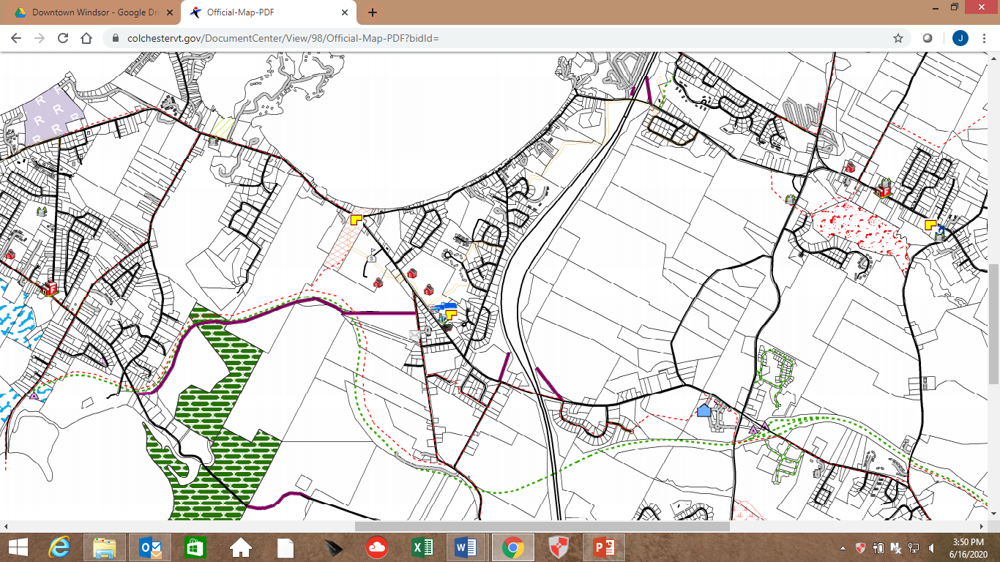 Downtown Windsor - Google Dri
Official-Map-PDF
colchestervt.gov/DocumentCenter/View/98/Official-Map-PDF?bidId=
J
R
R
R
R
R
R
S
F
F
3:50 PM
6/16/2020